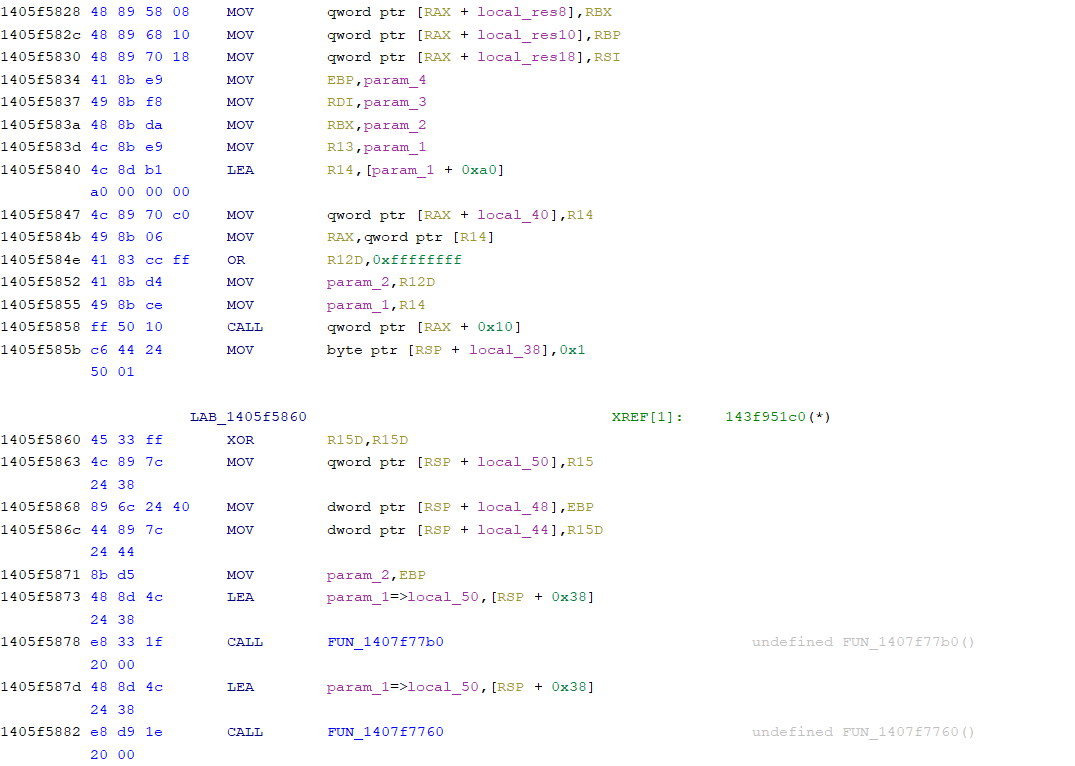 1405f5828 48 89 58 08 MOV qword ptr [RAX + local_res8],RBX
1405f582c 48 89 68 10 MOV qword ptr [RAX + local_res10],RBP
1405f5830 48 89 70 18 MOV qword ptr [RAX + local_res18],RSI
1405f5834 41 8b e9 MOV EBP,param_4
1405f5837 49 8b f8 MOV RDI,param_3
1405f583a 48 8b da MOV RBX,param_2
1405f583d 4c 8b e9 MOV R13,param_1
1405f5840 4c 8d b1 LEA R14,[param_1 + 0xa0]
a0 00 00 00
1405f5847 4c 89 70 c0 MOV qword ptr [RAX + local_40],R14
1405f584b 49 8b 06 MOV RAX,qword ptr [R14]
1405f584e 41 83 cc ff OR R12D,0xffffffff
1405f5852 41 8b d4 MOV param_2,R12D
1405f5855 49 8b ce MOV param_1,R14
1405f5858 ff 50 10 CALL qword ptr [RAX + 0x10]
1405f585b c6 44 24 MOV byte ptr [RSP + local_38],0x1
50 01
LAB_1405f5860 XREF[1]: 143f951c0(*)
1405f5860 45 33 ff XOR R15D,R15D
1405f5863 4c 89 7c MOV qword ptr [RSP + local_50],R15
24 38
1405f5868 89 6c 24 40 MOV dword ptr [RSP + local_48],EBP
1405f586c 44 89 7c MOV dword ptr [RSP + local_44],R15D
24 44
1405f5871 8b d5 MOV param_2,EBP
1405f5873 48 8d 4c LEA param_1=>local_50,[RSP + 0x38]
24 38
1405f5878 e8 33 1f CALL FUN_1407f77b0 undefined FUN_1407f77b0()
20 00
1405f587d 48 8d 4c LEA param_1=>local_50,[RSP + 0x38]
24 38
1405f5882 e8 d9 1e CALL FUN_1407f7760 undefined FUN_1407f7760()
20 00